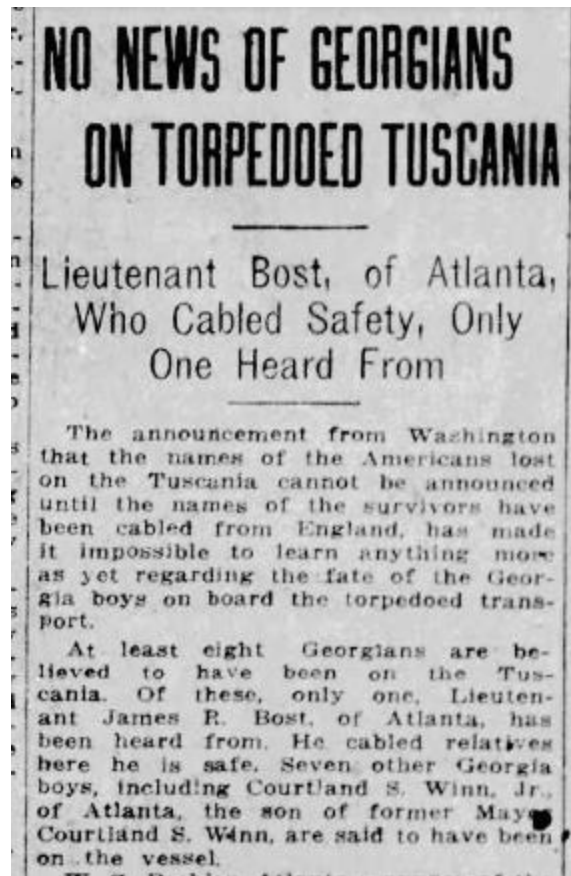 NO NEWS OF GEORGIANS
ON TORPEDOED TUSCANIA
Lieutenant Bost, of Atlanta,
Who Cabled Safety, Only
One Heard From
The announcement from Washington
that the names of the Americans lost
on the Tuscania cannot be announced
until the names of the survivors have
been cabled from England, has made
it impossible to learn anything more
as yet regarding the fate of the Geor-
gia boys on board the torpedoed trans-
port.
At least eight Georgians are be-
lieved to have been on the Tus-
cania. Of these, only one, Lieuten-
ant James R. Bost, of Atlanta, has
been heard from. He cabled relatives
here he is safe. Seven other Georgia
boys, including Courtland S. Winn, Jr.,
of Atlanta, the son of former Mayor
Courtland S. Winn, are said to have been
on the vessel.